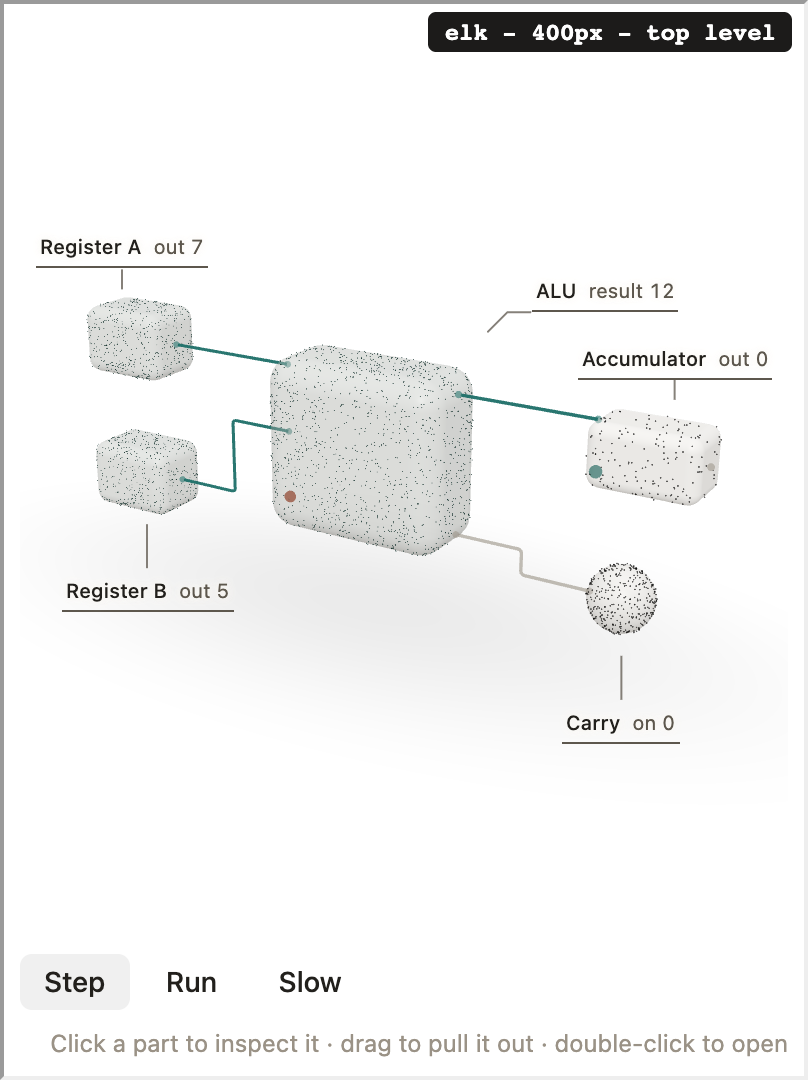 elk – 400px – top level
Register A out 7
ALU result 12
Accumulator out 0
Register B out 5
Carry on 0
Step Run Slow
Click a part to inspect it · drag to pull it out · double-click to open